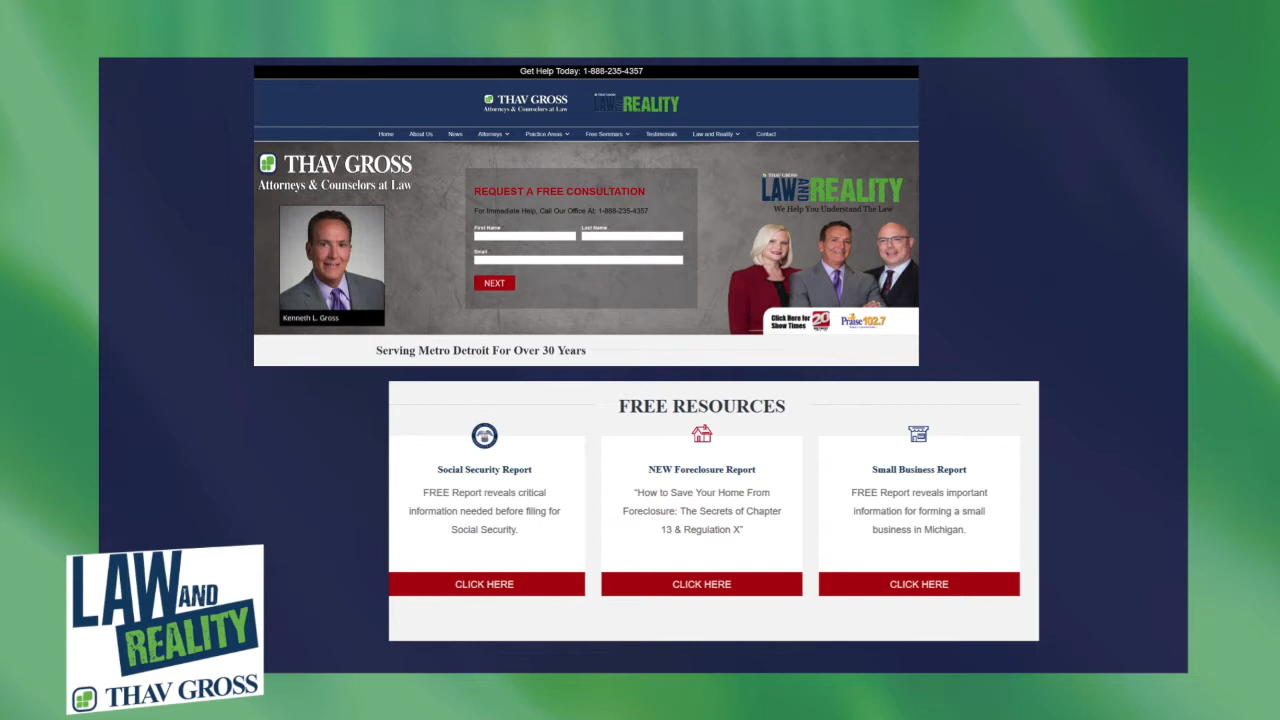 Get Help Today: 1-888-235-4357
THAV GROSS
Attorneys & Counselors at Law
THAV GROSS
LAW AND REALITY
Home About Us News Attorneys Practice Areas Free Seminars Testimonials Law and Reality Contact
THAV GROSS
Attorneys & Counselors at Law
Kenneth L. Gross
REQUEST A FREE CONSULTATION
For Immediate Help, Call Our Office At: 1-888-235-4357
First Name Last Name
Email
NEXT
THAV GROSS
LAW AND REALITY
We Help You Understand The Law
Click Here for
Show Times
20
Praise 102.7
Serving Metro Detroit For Over 30 Years
FREE RESOURCES
Social Security Report
FREE Report reveals critical
information needed before filing for
Social Security.
CLICK HERE
NEW Foreclosure Report
“How to Save Your Home From
Foreclosure: The Secrets of Chapter
13 & Regulation X”
CLICK HERE
Small Business Report
FREE Report reveals important
information for forming a small
business in Michigan.
CLICK HERE
LAW AND
REALITY
THAV GROSS